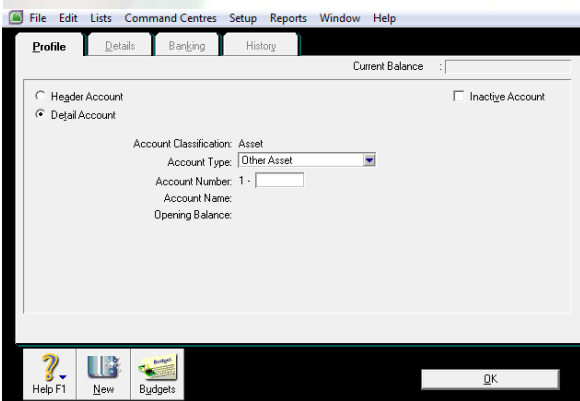 File Edit Lists Command Centres Setup Reports Window Help
Profile Details Banking History
Current Balance :
Header Account Inactive Account
Detail Account
Account Classification: Asset
Account Type: Other Asset
Account Number: 1 -
Account Name:
Opening Balance:
Budget
Help F1 New Budgets OK